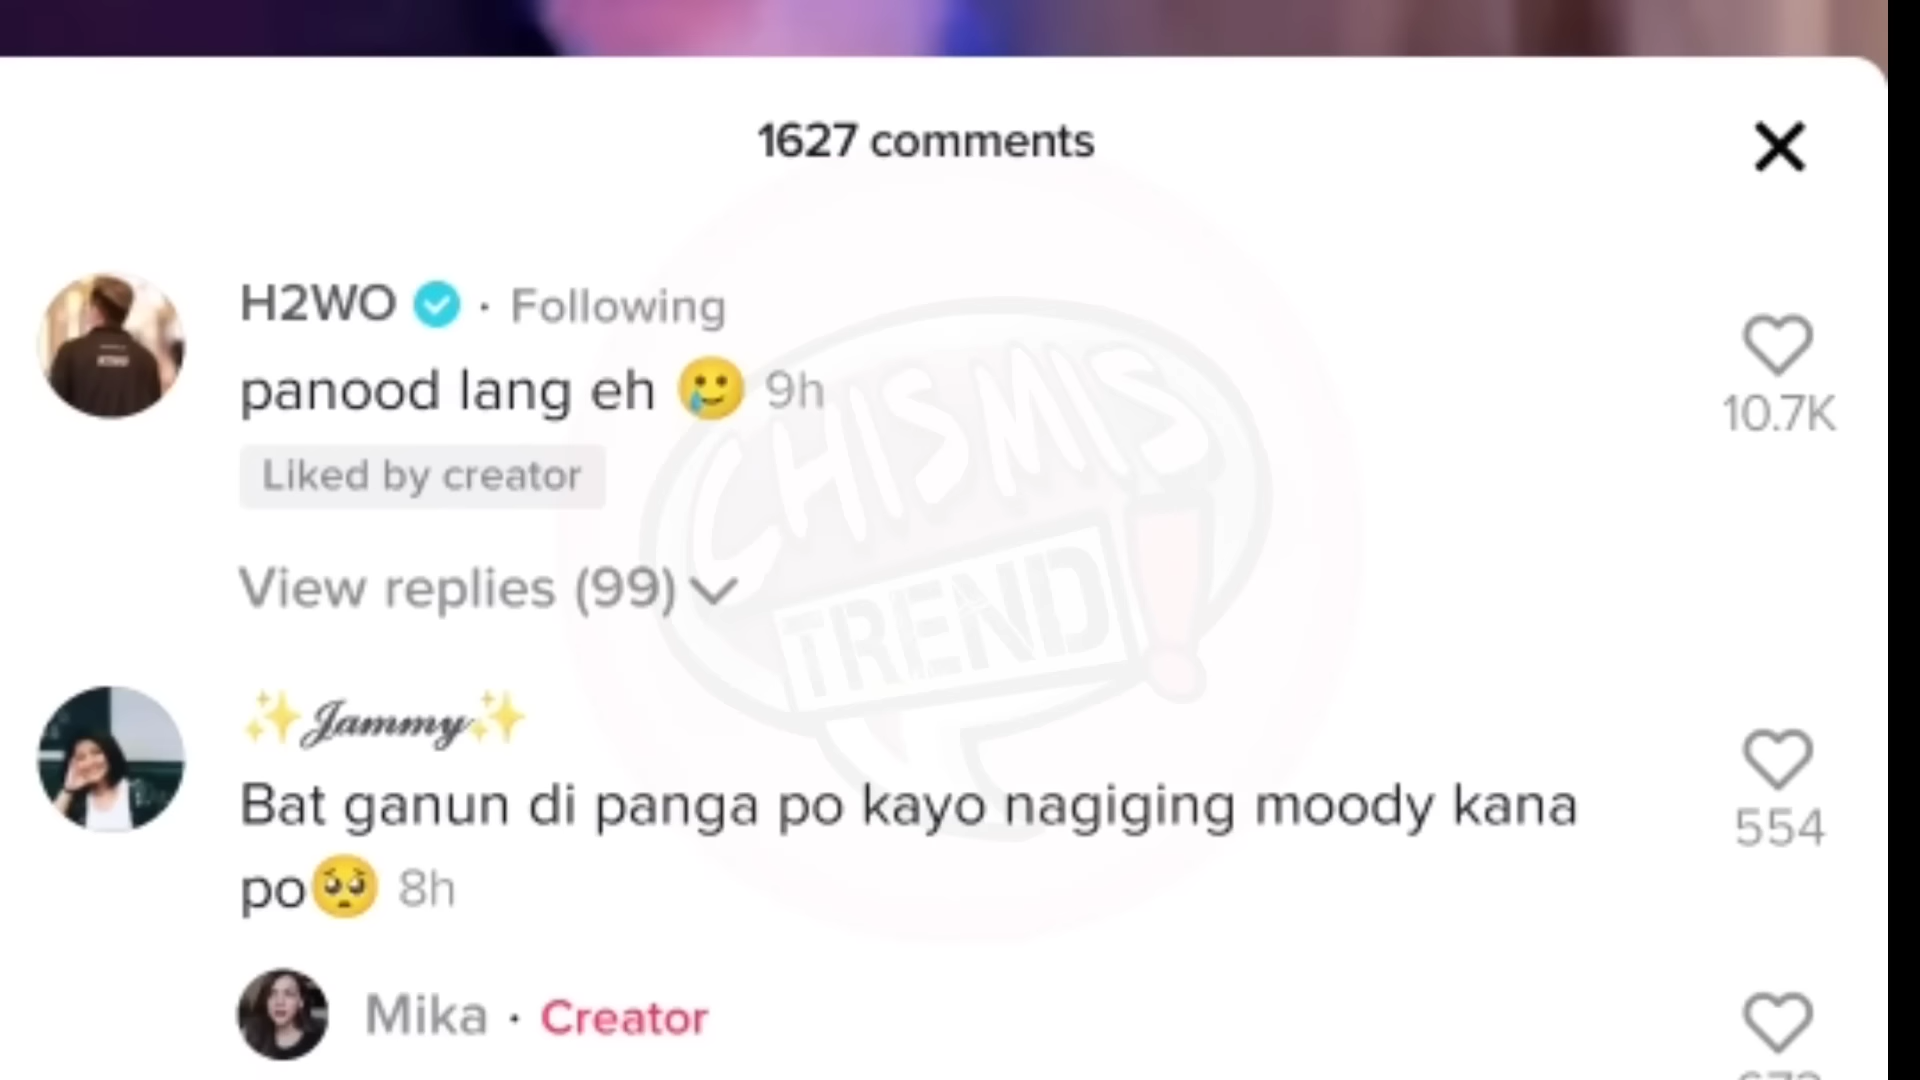 1627 comments
H2WO · Following
panood lang eh 🥲 9h
10.7K
Liked by creator
View replies (99)
✨Jammy✨
Bat ganun di panga po kayo nagiging moody kana
po🥺 8h
554
Mika · Creator
CHISMIS
TREND!